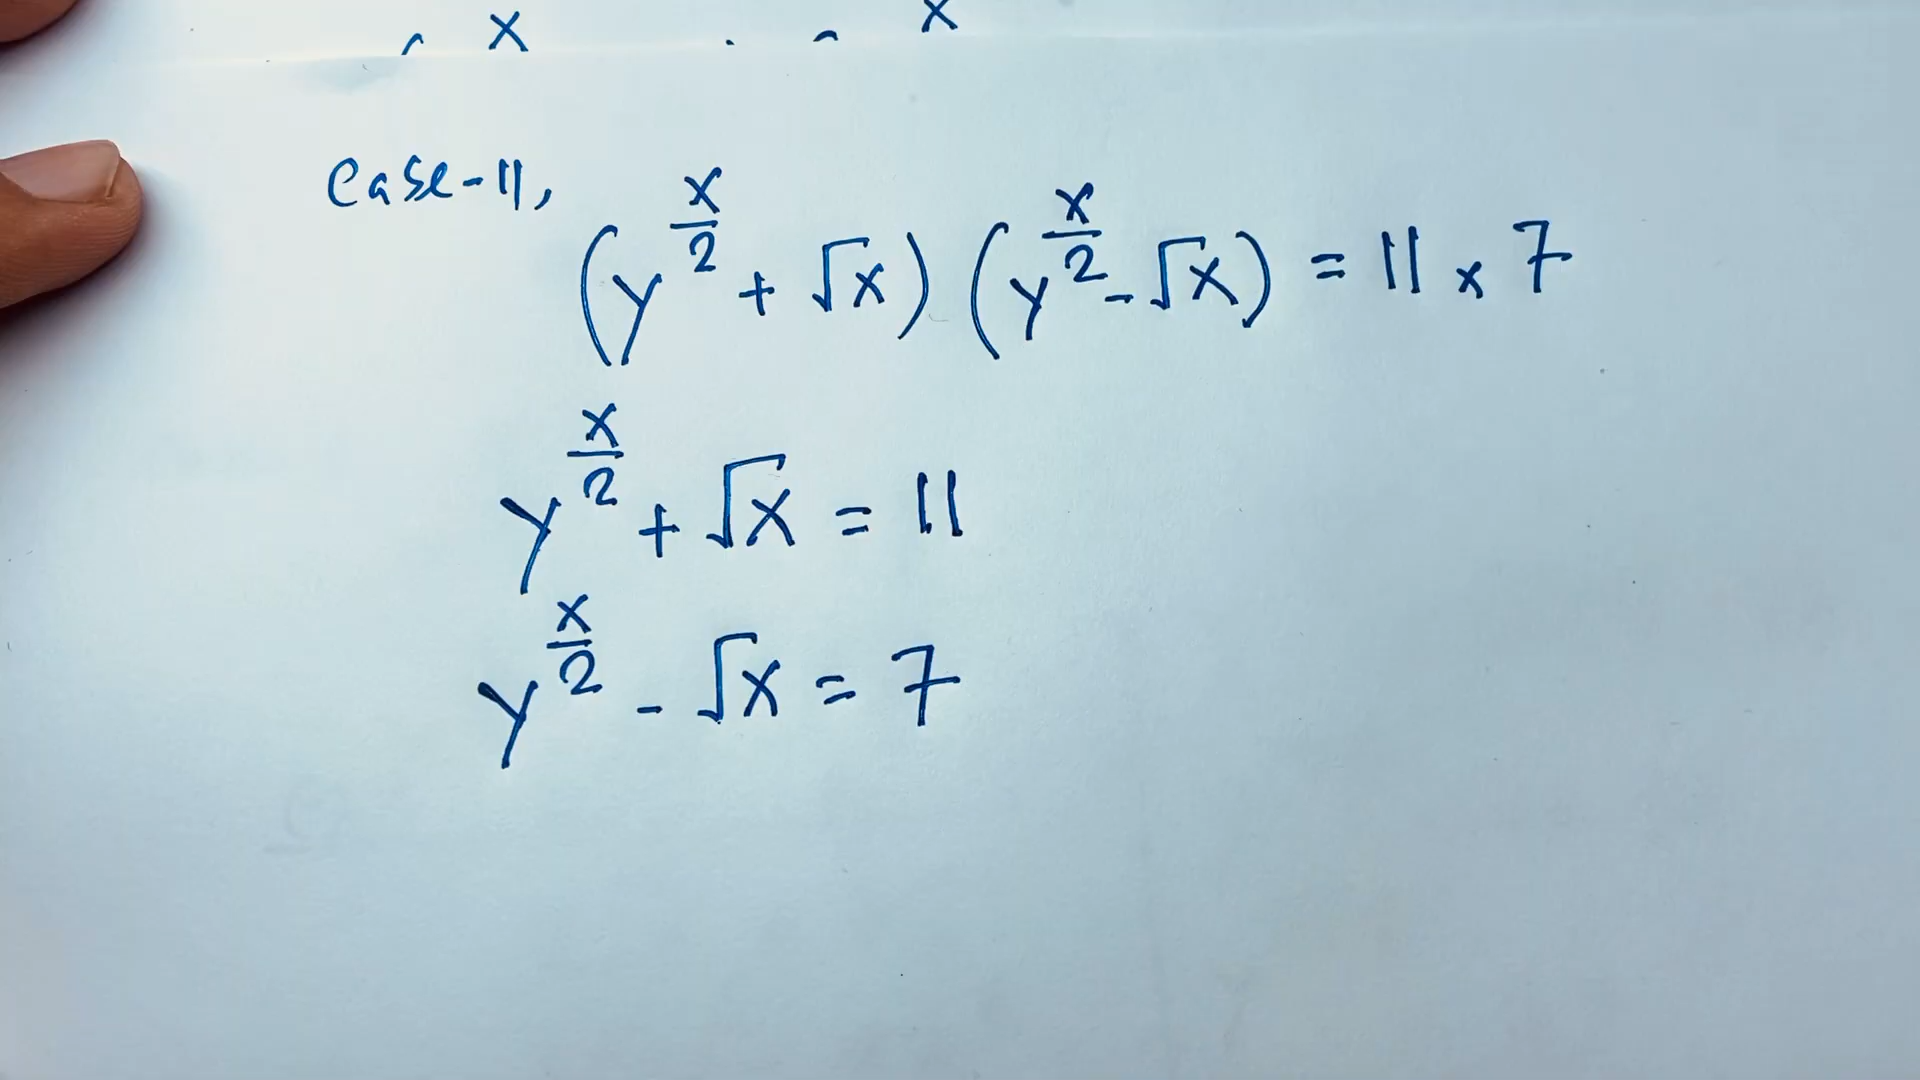 x x
Case-11,
(y^(x/2) + √x) (y^(x/2) - √x) = 11 x 7
y^(x/2) + √x = 11
y^(x/2) - √x = 7